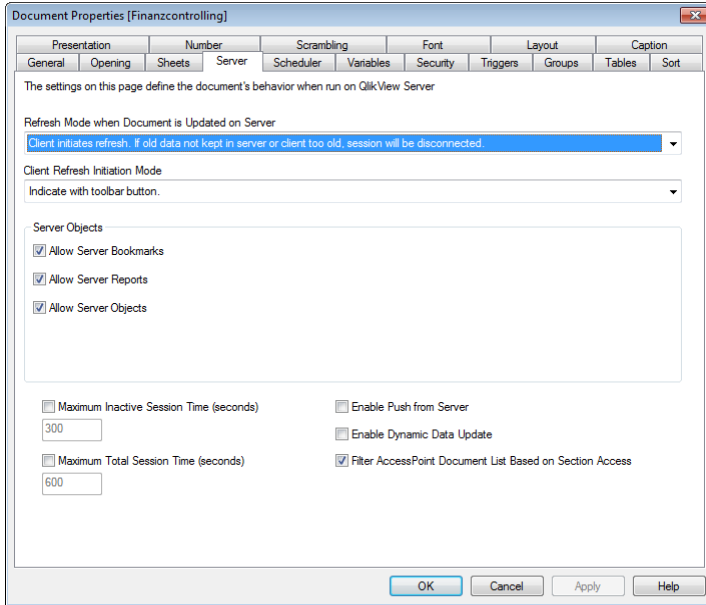 Document Properties [Finanzcontrolling]
Presentation Number Scrambling Font Layout Caption
General Opening Sheets Server Scheduler Variables Security Triggers Groups Tables Sort
The settings on this page define the document's behavior when run on QlikView Server
Refresh Mode when Document is Updated on Server
Client initiates refresh. If old data not kept in server or client too old, session will be disconnected.
Client Refresh Initiation Mode
Indicate with toolbar button.
Server Objects
Allow Server Bookmarks
Allow Server Reports
Allow Server Objects
Maximum Inactive Session Time (seconds) Enable Push from Server
300
Enable Dynamic Data Update
Maximum Total Session Time (seconds) Filter AccessPoint Document List Based on Section Access
600
OK Cancel Apply Help